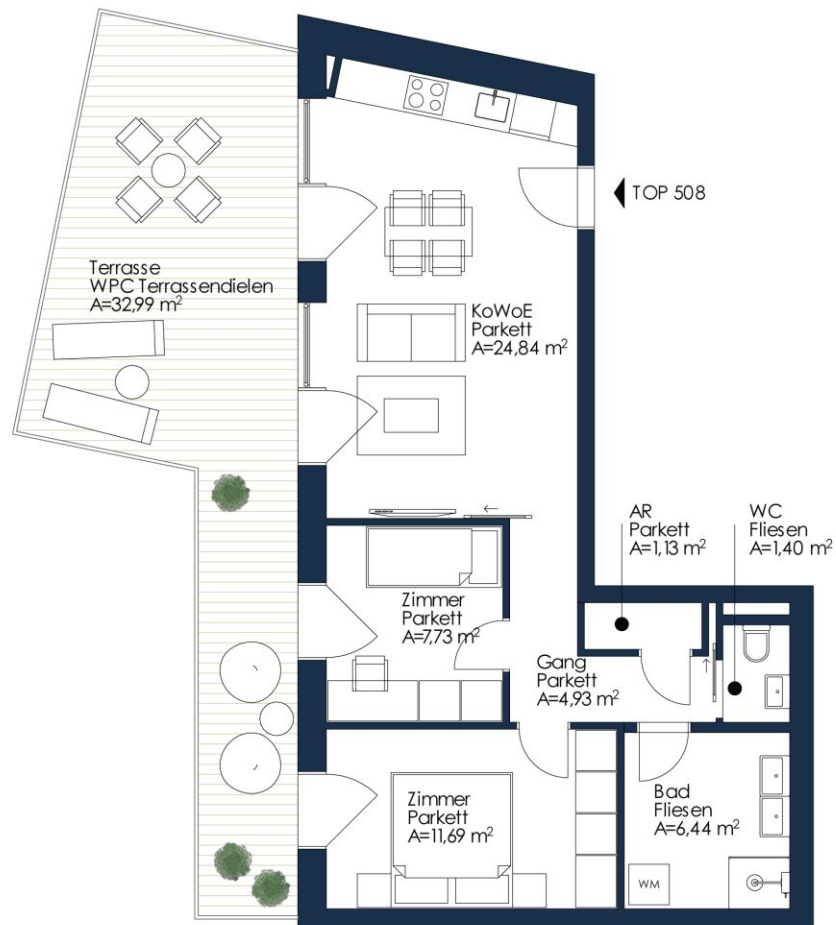 TOP 508
Terrasse
WPC Terrassendielen
A=32,99 m²
KoWoE
Parkett
A=24,84 m²
AR
Parkett
A=1,13 m²
WC
Fliesen
A=1,40 m²
Zimmer
Parkett
A=7,73 m²
Gang
Parkett
A=4,93 m²
Zimmer
Parkett
A=11,69 m²
Bad
Fliesen
A=6,44 m²
WM